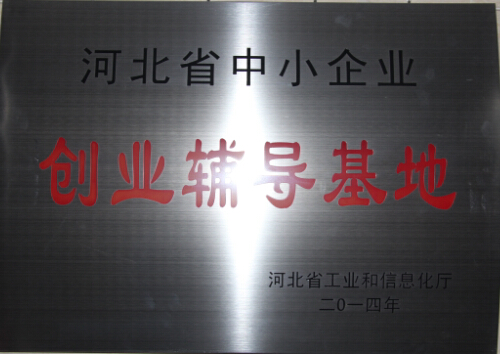 河北省中小企业
创业辅导基地
河北省工业和信息化厅
二〇一四年